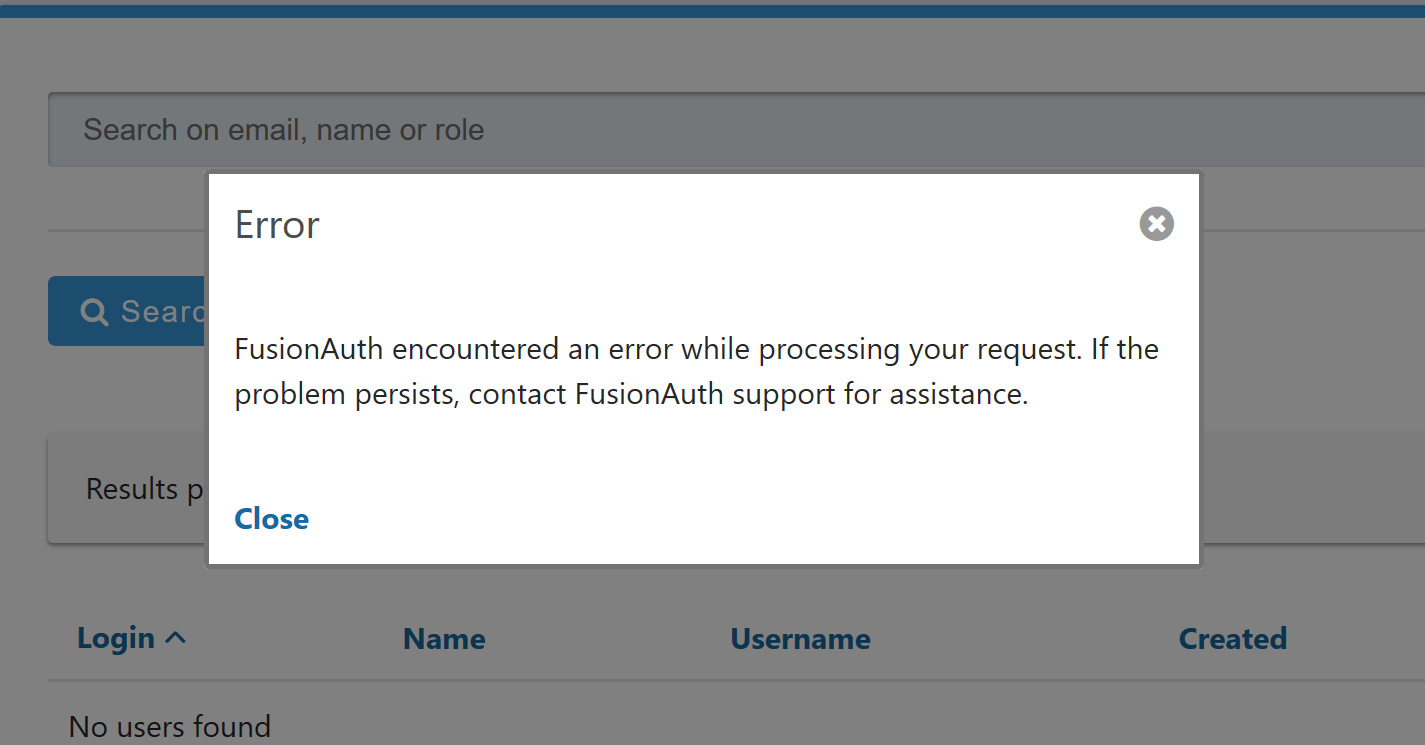 Search on email, name or role
Error
Searc
FusionAuth encountered an error while processing your request. If the
problem persists, contact FusionAuth support for assistance.
Results p
Close
Login Name Username Created
No users found